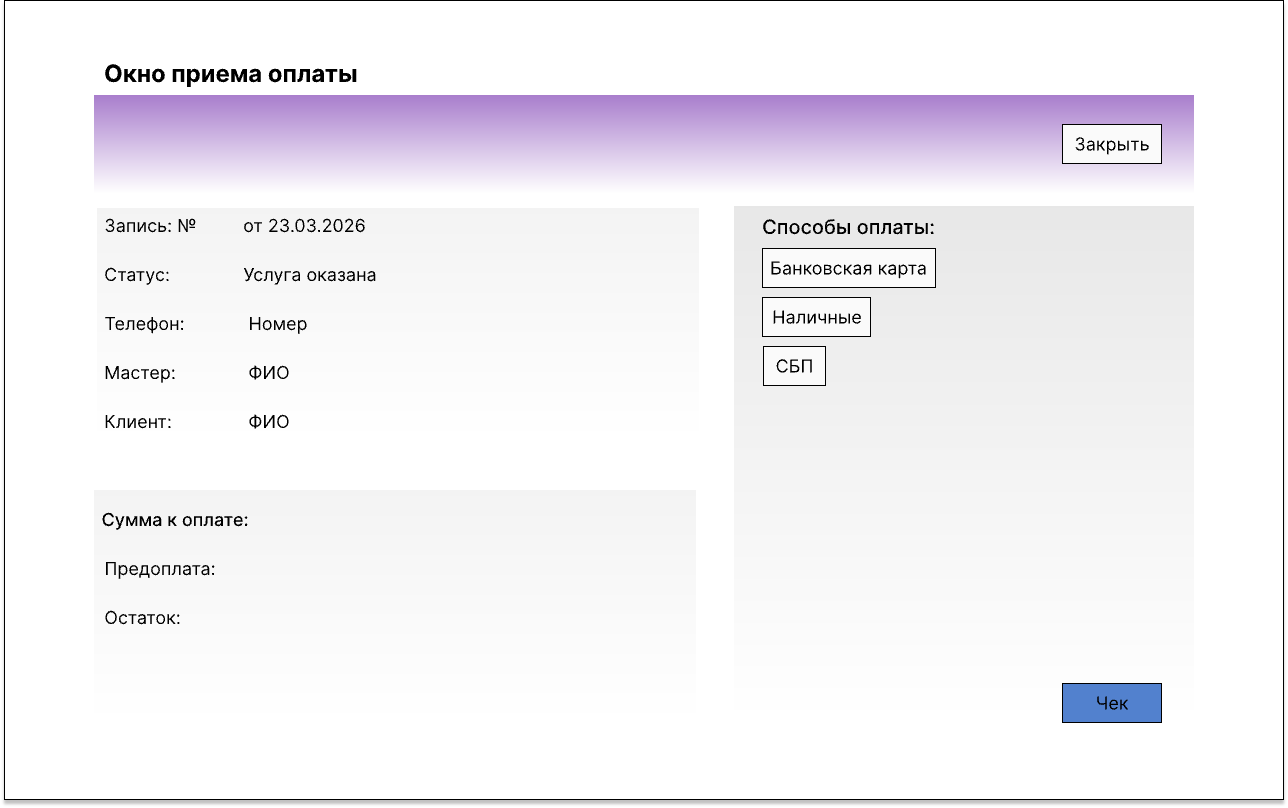 Окно приема оплаты
Закрыть
Запись: № от 23.03.2026
Статус: Услуга оказана
Телефон: Номер
Мастер: ФИО
Клиент: ФИО
Сумма к оплате:
Предоплата:
Остаток:
Способы оплаты:
Банковская карта
Наличные
СБП
Чек